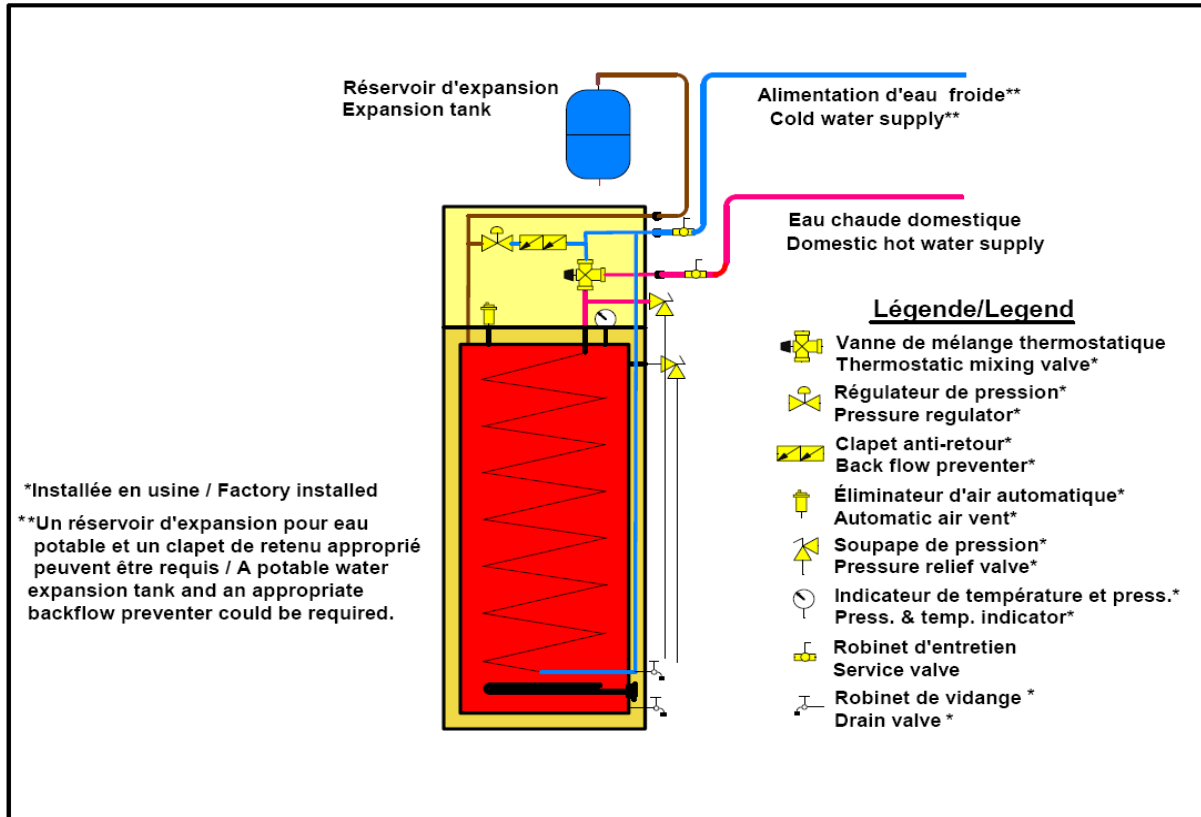 Réservoir d'expansion
Expansion tank
Alimentation d'eau froide**
Cold water supply**
Eau chaude domestique
Domestic hot water supply
Légende/Legend
Vanne de mélange thermostatique
Thermostatic mixing valve*
Régulateur de pression*
Pressure regulator*
Clapet anti-retour*
Back flow preventer*
Éliminateur d'air automatique*
Automatic air vent*
Soupape de pression*
Pressure relief valve*
Indicateur de température et press.*
Press. & temp. indicator*
Robinet d'entretien
Service valve
Robinet de vidange *
Drain valve *
*Installée en usine / Factory installed
**Un réservoir d'expansion pour eau
potable et un clapet de retenu approprié
peuvent être requis / A potable water
expansion tank and an appropriate
backflow preventer could be required.